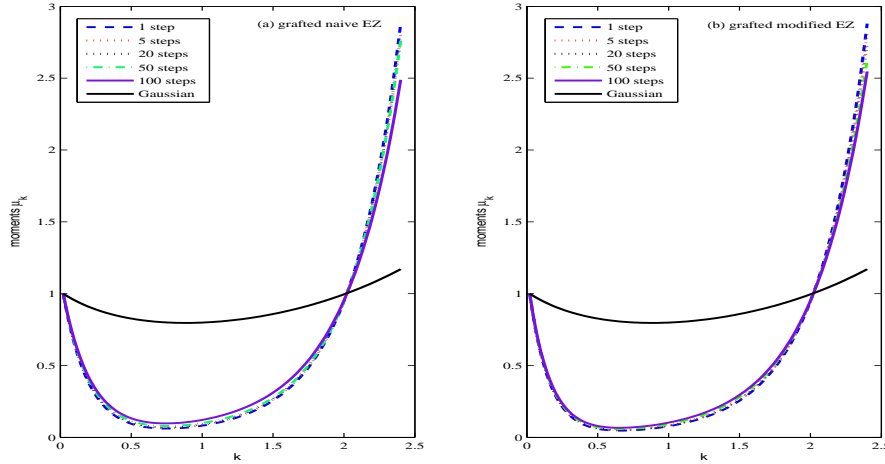 (a) grafted naive EZ
1 step
5 steps
20 steps
50 steps
100 steps
Gaussian
moments μk
3
2.5
2
1.5
1
0.5
0
0
0.5
1
1.5
2
2.5
k
(b) grafted modified EZ
1 step
5 steps
20 steps
50 steps
100 steps
Gaussian
moments μk
3
2.5
2
1.5
1
0.5
0
0
0.5
1
1.5
2
2.5
k